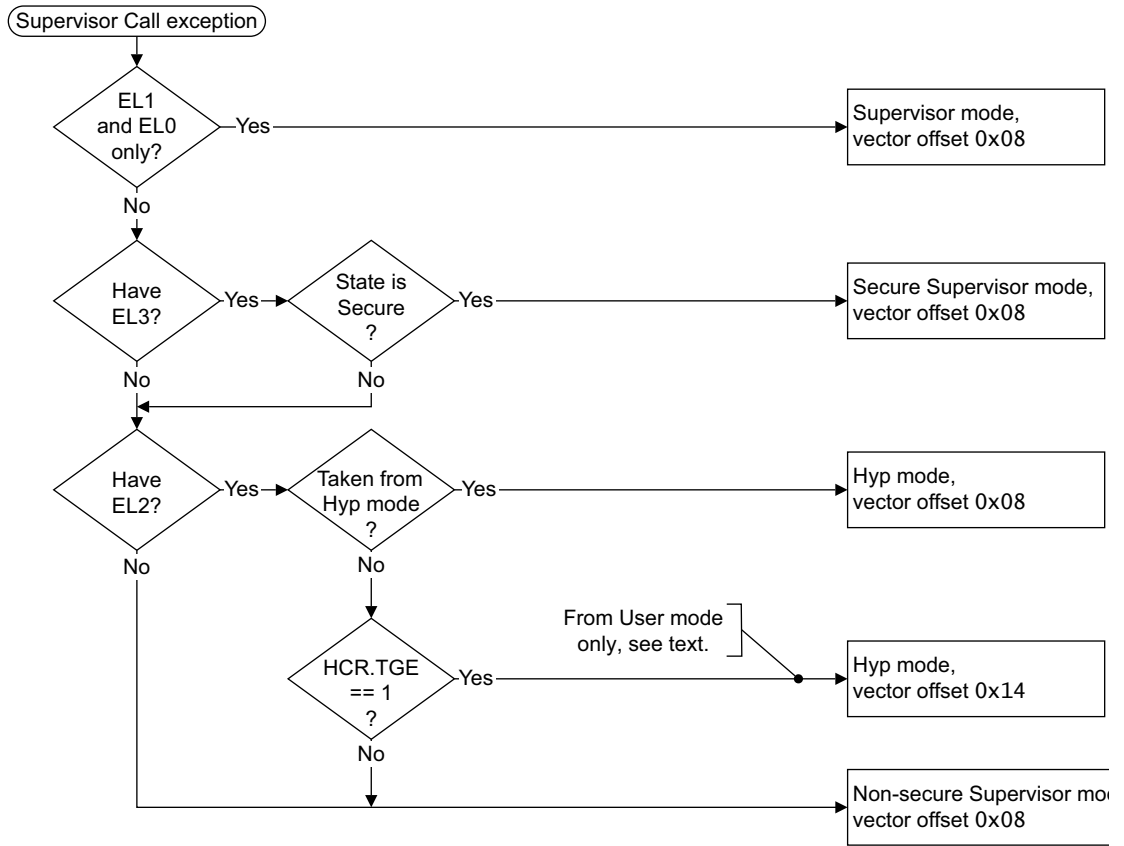 Supervisor Call exception
EL1
and EL0
only?
Yes
Supervisor mode,
vector offset 0x08
No
Have
EL3?
Yes
State is
Secure
?
Yes
Secure Supervisor mode,
vector offset 0x08
No
No
Have
EL2?
Yes
Taken from
Hyp mode
?
Yes
Hyp mode,
vector offset 0x08
No
No
From User mode
only, see text.
HCR.TGE
== 1
?
Yes
Hyp mode,
vector offset 0x14
No
Non-secure Supervisor
vector offset 0x08